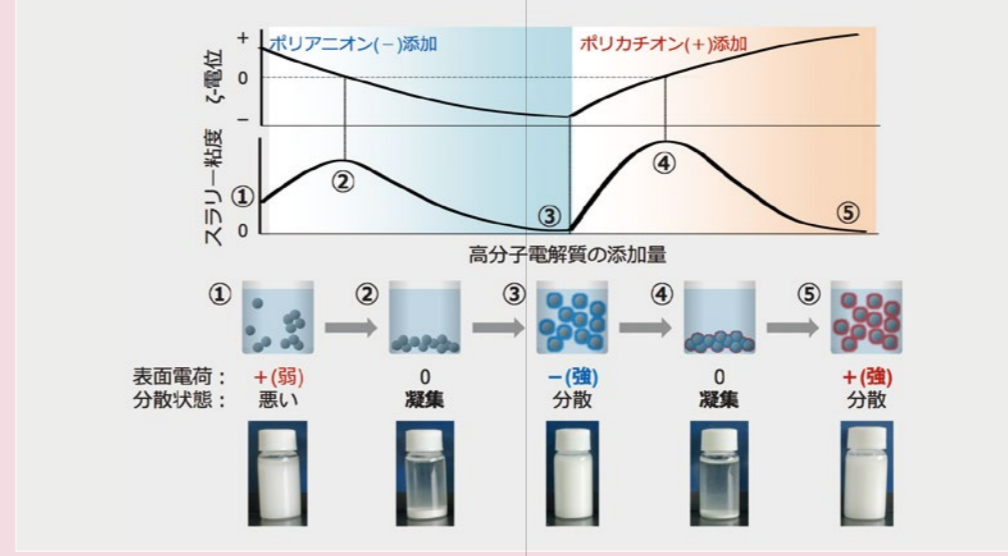 ポリアニオン(−)添加
ポリカチオン(+)添加
+
0
−
ζ-電位
スラリー粘度
0
①
②
③
④
⑤
高分子電解質の添加量
① ② ③ ④ ⑤
表面電荷： +(弱) 0 −(強) 0 +(強)
分散状態： 悪い 凝集 分散 凝集 分散